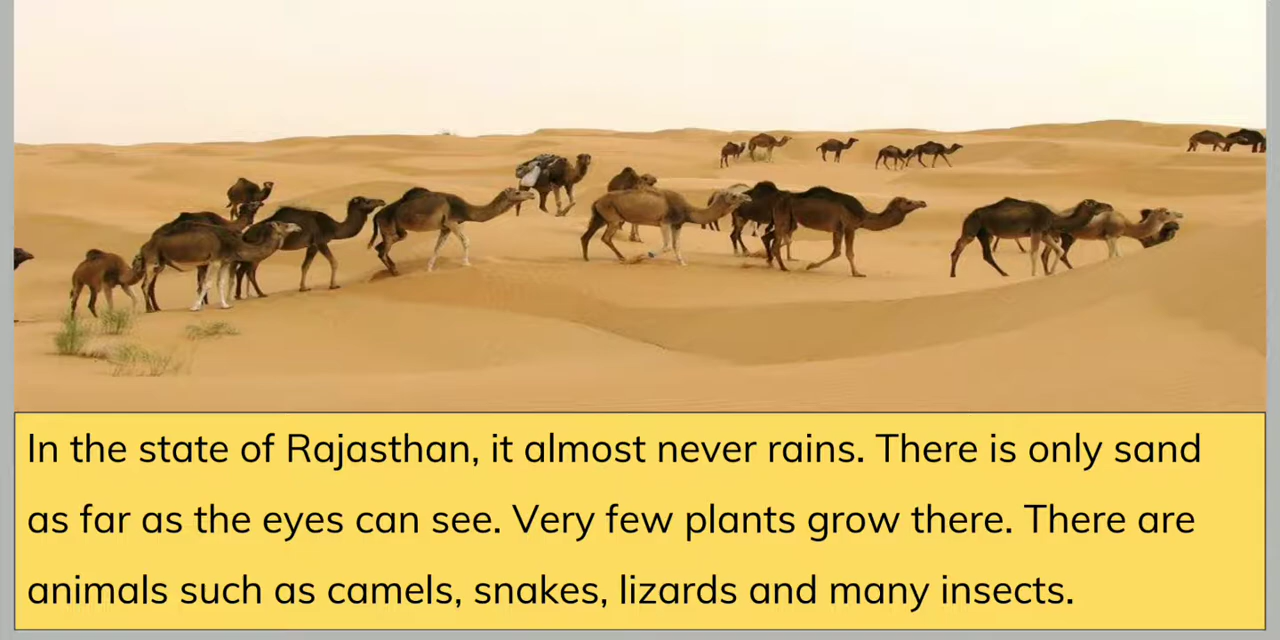 In the state of Rajasthan, it almost never rains. There is only sand
as far as the eyes can see. Very few plants grow there. There are
animals such as camels, snakes, lizards and many insects.